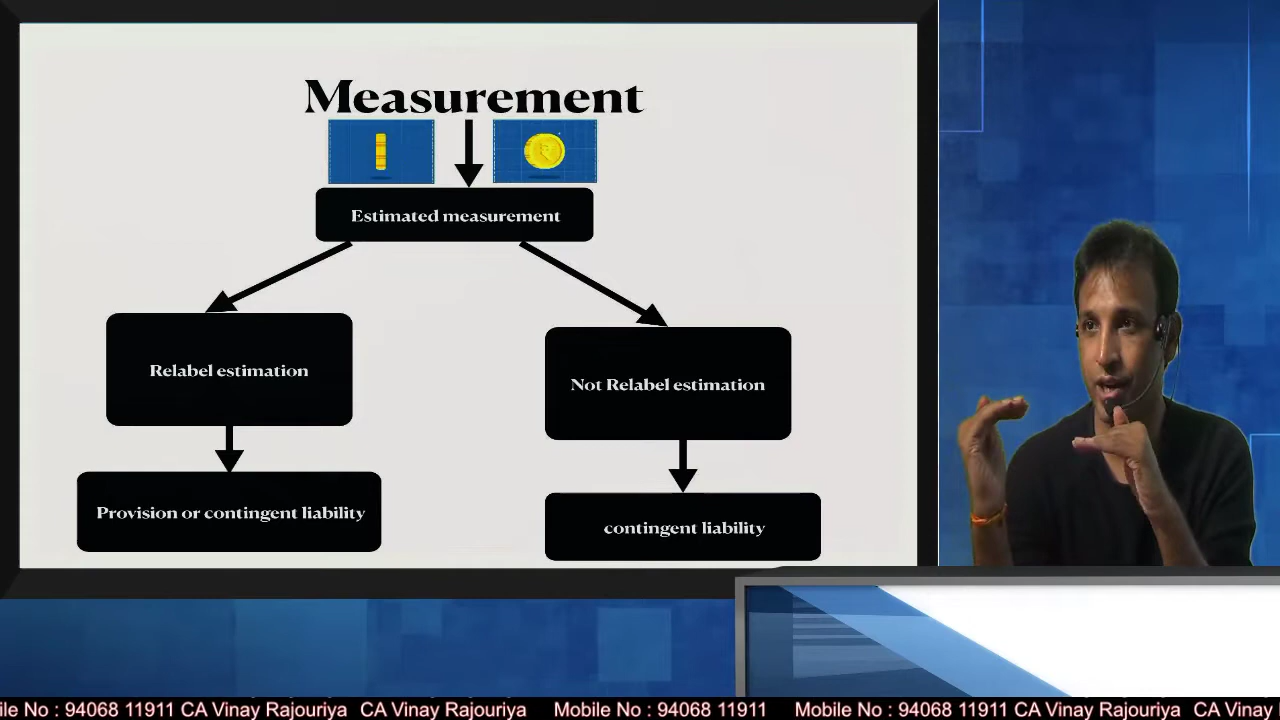 Measurement
Estimated measurement
Relabel estimation
Not Relabel estimation
Provision or contingent liability
contingent liability
ile No : 94068 11911 CA Vinay Rajouriya CA Vinay Rajouriya Mobile No : 94068 11911 Mobile No : 94068 11911 CA Vinay Rajouriya CA Vinay